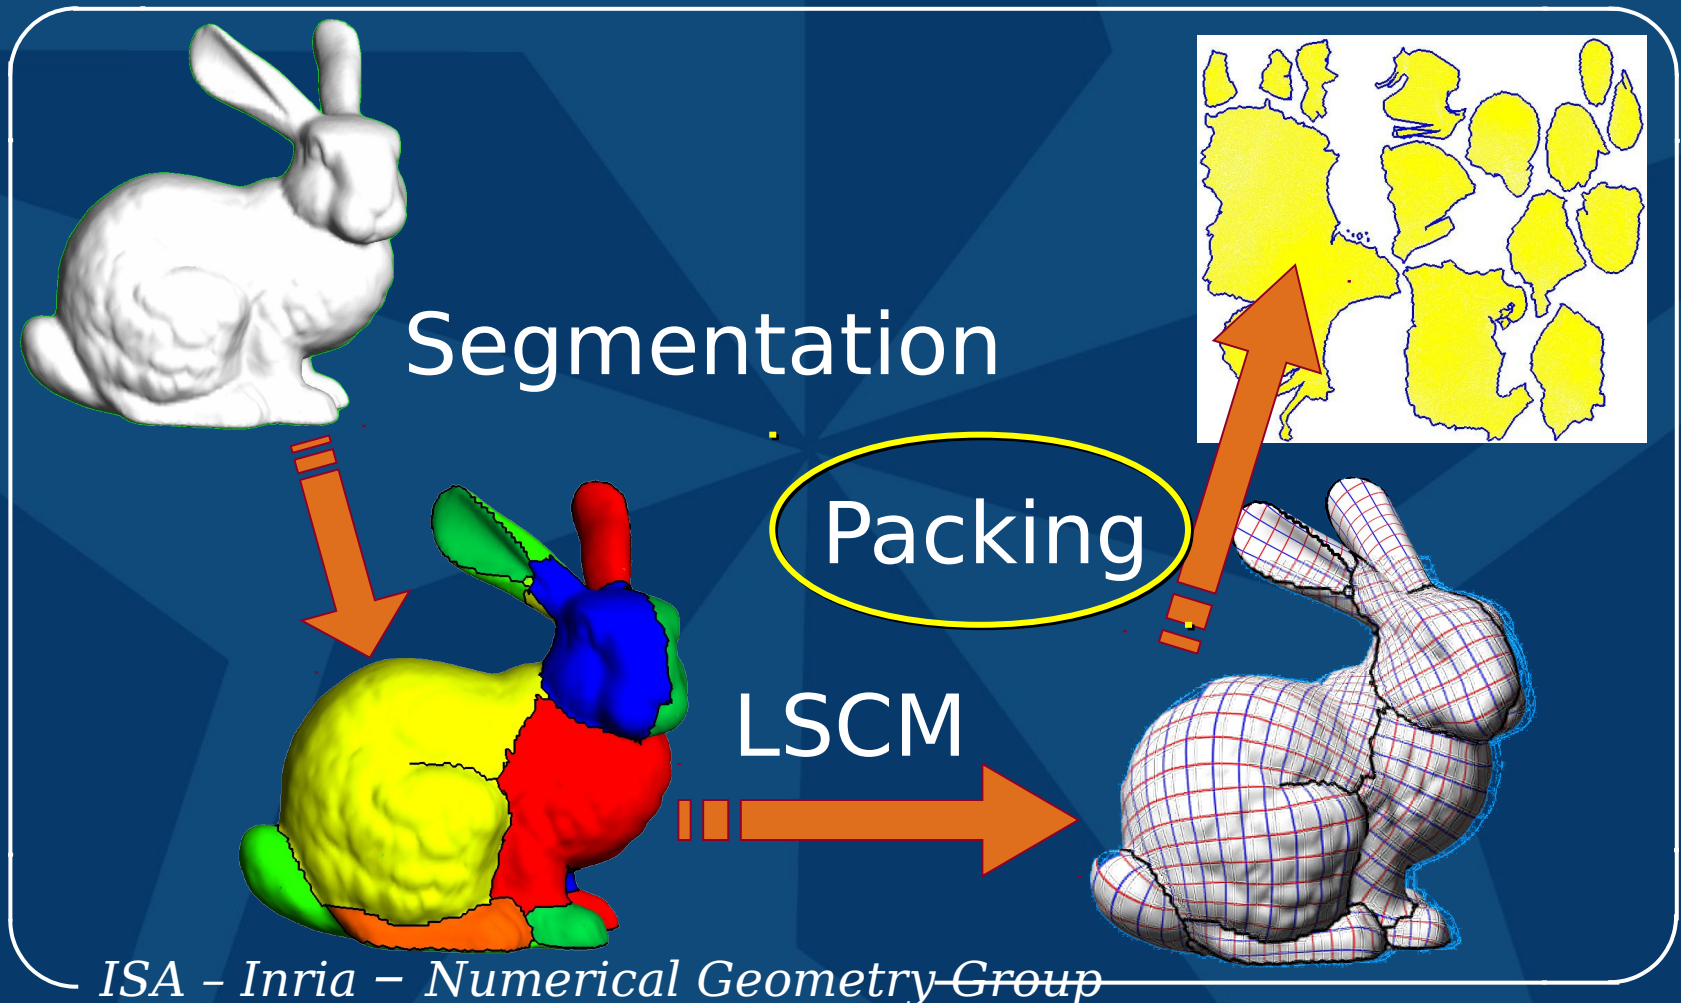 Segmentation
Packing
LSCM
ISA – Inria – Numerical Geometry Group